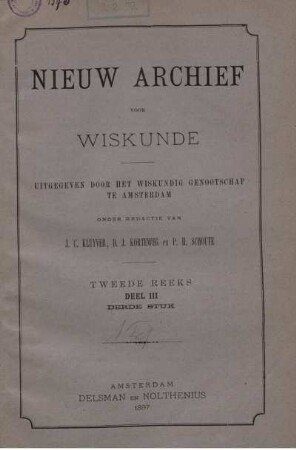 NIEUW ARCHIEF
VOOR
WISKUNDE
UITGEGEVEN DOOR HET WISKUNDIG GENOOTSCHAP
TE AMSTERDAM
ONDER REDACTIE VAN
J. C. KLUYVER, D. J. KORTEWEG EN P. H. SCHOUTE
TWEEDE REEKS
DEEL III
DERDE STUK
AMSTERDAM
DELSMAN EN NOLTHENIUS
1897